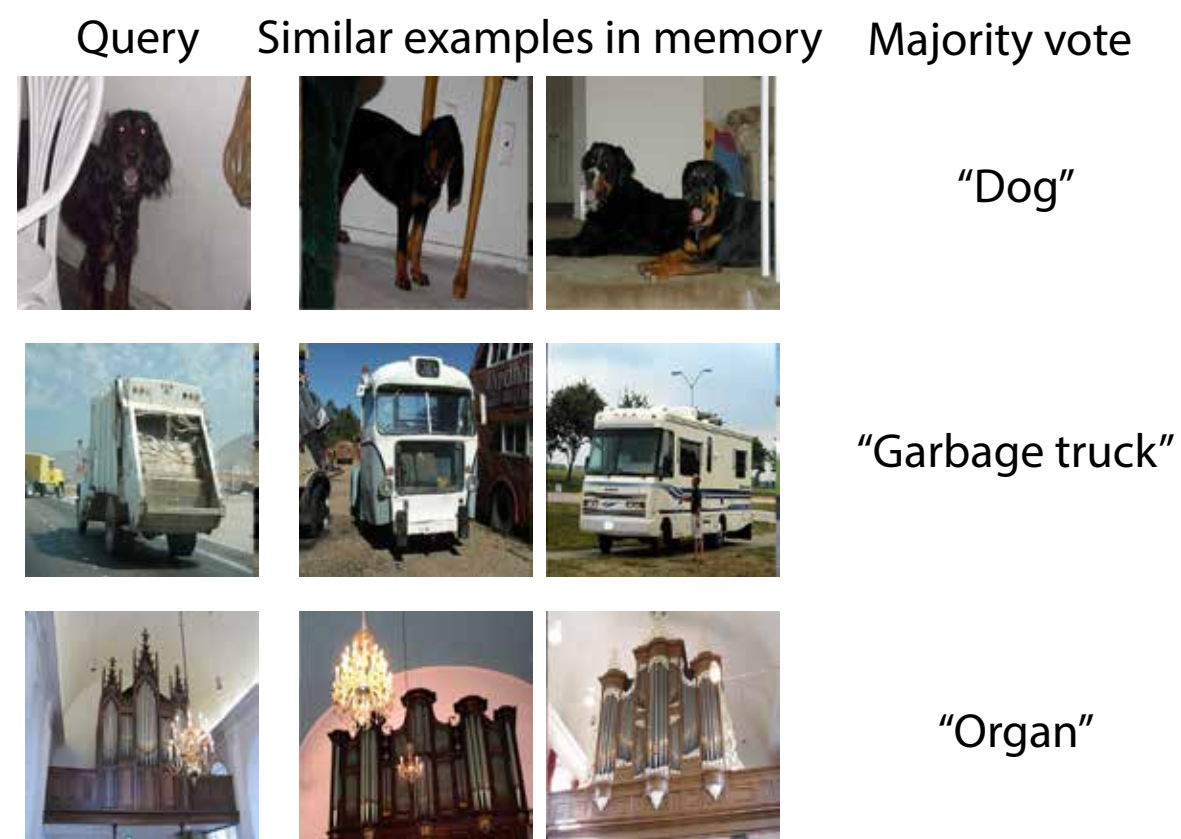 Query Similar examples in memory Majority vote
“Dog”
“Garbage truck”
“Organ”